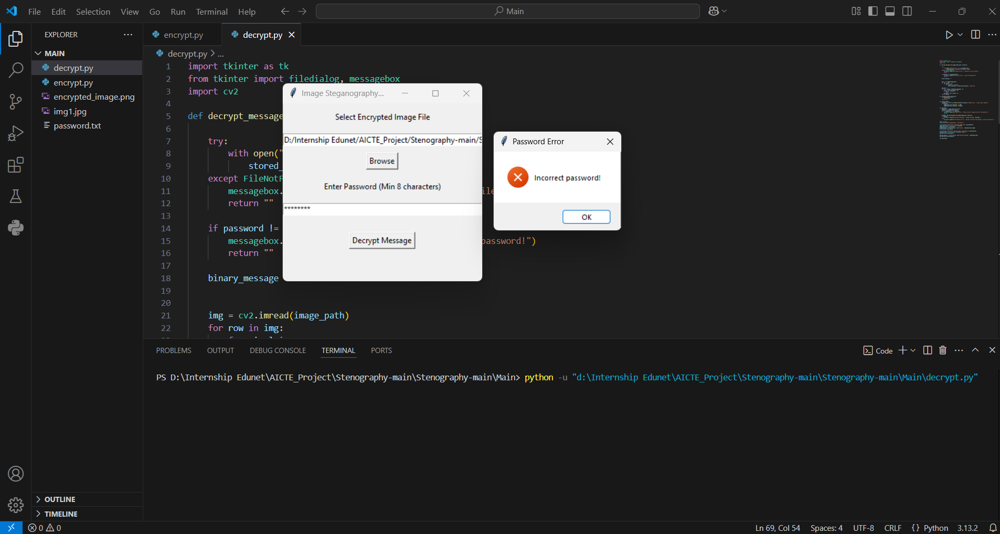 File Edit Selection View Go Run Terminal Help
Main
EXPLORER
MAIN
decrypt.py
encrypt.py
encrypted_image.png
img1.jpg
password.txt
OUTLINE
TIMELINE
encrypt.py
decrypt.py
decrypt.py > ...
1 import tkinter as tk
2 from tkinter import filedialog, messagebox
3 import cv2
4
5 def decrypt_message
6
7 try:
8 with open("
9 stored_
10 except FileNotF
11 messagebox. ile
12 return ""
13
14 if password !=
15 messagebox. password!")
16 return ""
17
18 binary_message
19
20
21 img = cv2.imread(image_path)
22 for row in img:
Image Steganography...
Select Encrypted Image File
D:/Internship Edunet/AICTE_Project/Stenography-main/S
Browse
Enter Password (Min 8 characters)
********
Decrypt Message
Password Error
Incorrect password!
OK
PROBLEMS OUTPUT DEBUG CONSOLE TERMINAL PORTS
Code
PS D:\Internship Edunet\AICTE_Project\Stenography-main\Stenography-main\Main> python -u "d:\Internship Edunet\AICTE_Project\Stenography-main\Stenography-main\Main\decrypt.py"
0 0
Ln 69, Col 54 Spaces: 4 UTF-8 CRLF {} Python 3.13.2